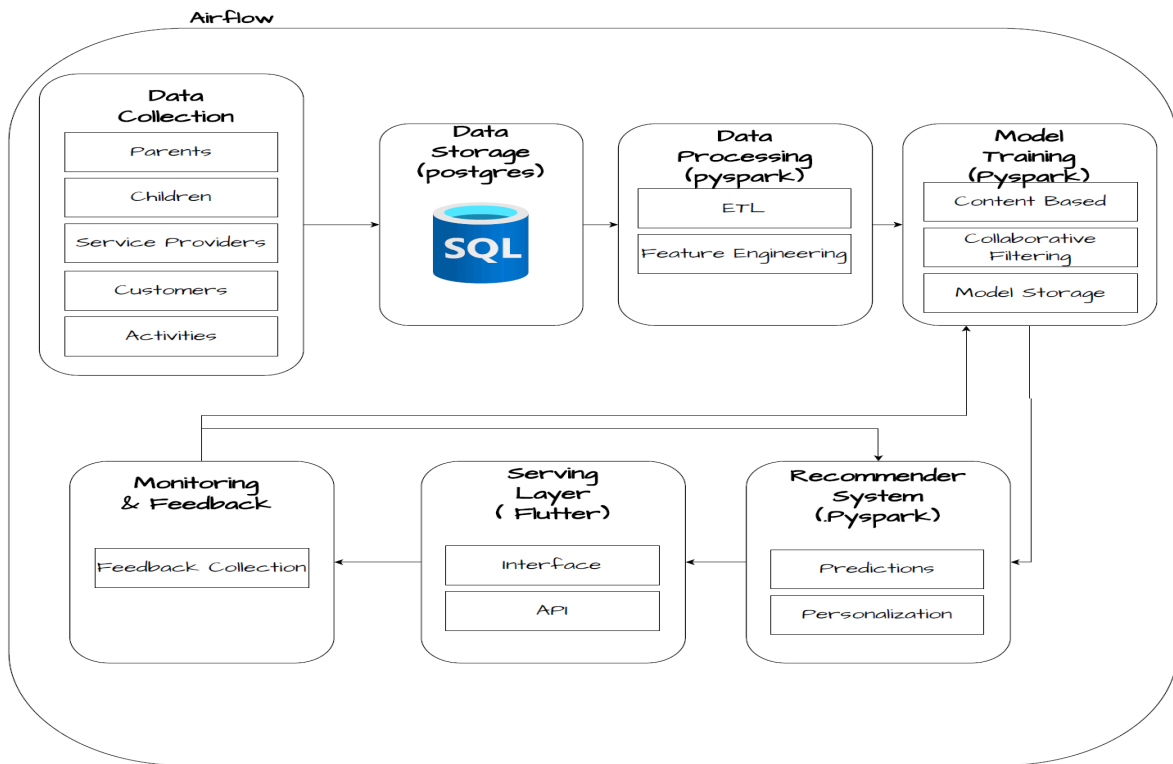 Airflow
Data
Collection
Parents
Children
Service Providers
Customers
Activities
Data
Storage
(postgres)
SQL
Data
Processing
(pyspark)
ETL
Feature Engineering
Model
Training
(Pyspark)
Content Based
Collaborative
Filtering
Model Storage
Monitoring
& Feedback
Feedback Collection
Serving
Layer
( Flutter)
Interface
API
Recommender
System
(.Pyspark)
Predictions
Personalization